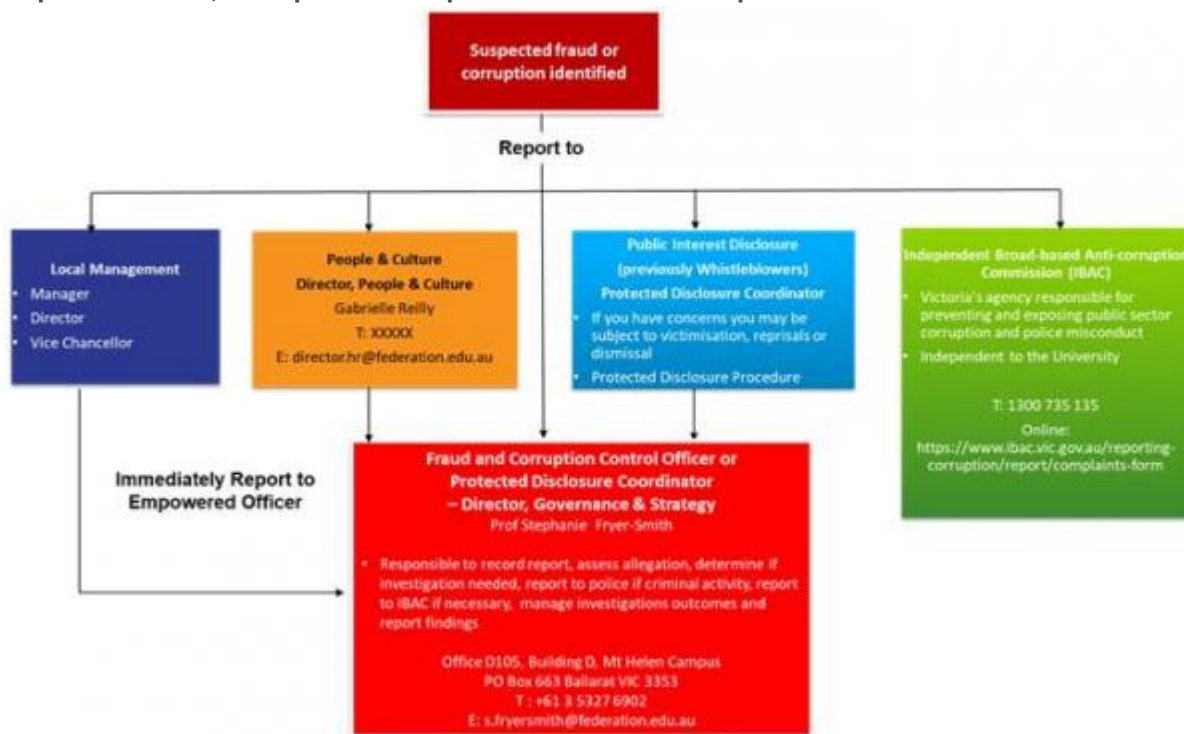 Suspected fraud or
corruption identified
Report to
Local Management
• Manager
• Director
• Vice Chancellor
People & Culture
Director, People & Culture
Gabrielle Reilly
T: XXXXX
E: director.hr@federation.edu.au
Public Interest Disclosure
(previously Whistleblowers)
Protected Disclosure Coordinator
• If you have concerns you may be
subject to victimisation, reprisals or
dismissal
• Protected Disclosure Procedure
Independent Broad-based Anti-corruption
Commission (IBAC)
• Victoria's agency responsible for
preventing and exposing public sector
corruption and police misconduct
• Independent to the University
T: 1300 735 135
Online:
https://www.ibac.vic.gov.au/reporting-
corruption/report/complaints-form
Immediately Report to
Empowered Officer
Fraud and Corruption Control Officer or
Protected Disclosure Coordinator
– Director, Governance & Strategy
Prof Stephanie Fryer-Smith
• Responsible to record report, assess allegation, determine if
investigation needed, report to police if criminal activity, report
to IBAC if necessary, manage investigations outcomes and
report findings
Office D105, Building D, Mt Helen Campus
PO Box 663 Ballarat VIC 3353
T : +61 3 5327 6902
E: s.fryersmith@federation.edu.au